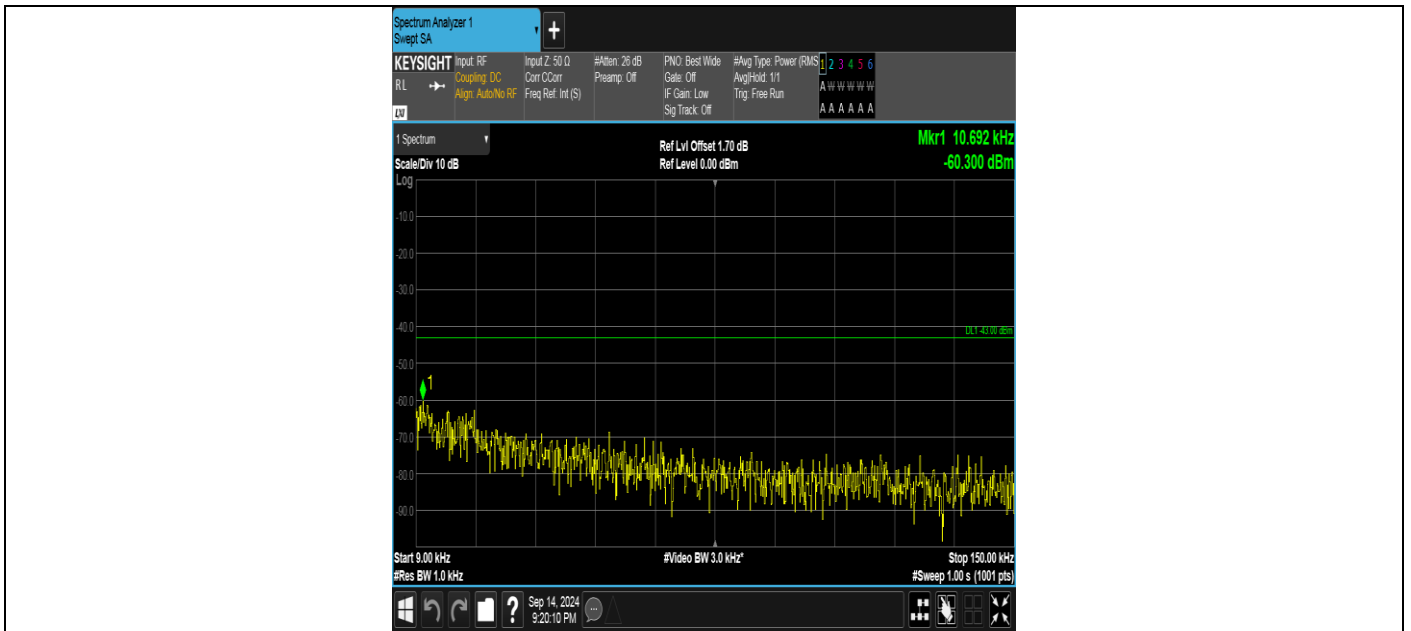 Spectrum Analyzer 1
Swept SA
+
KEYSIGHT Input: RF Input Z: 50 Ω #Atten: 26 dB PNO: Best Wide #Avg Type: Power (RMS 1 2 3 4 5 6
RL Coupling: DC Corr CCorr Preamp: Off Gate: Off Avg|Hold: 1/1 A W W W W W
Align: Auto/No RF Freq Ref: Int (S) IF Gain: Low Trig: Free Run
LXI Sig Track: Off A A A A A A
1 Spectrum Ref Lvl Offset 1.70 dB Mkr1 10.692 kHz
Scale/Div 10 dB Ref Level 0.00 dBm -60.300 dBm
Log
-10.0
-20.0
-30.0
-40.0 DL1 -43.00 dBm
-50.0
1
-60.0
-70.0
-80.0
-90.0
Start 9.00 kHz #Video BW 3.0 kHz* Stop 150.00 kHz
#Res BW 1.0 kHz #Sweep 1.00 s (1001 pts)
? Sep 14, 2024
9:20:10 PM